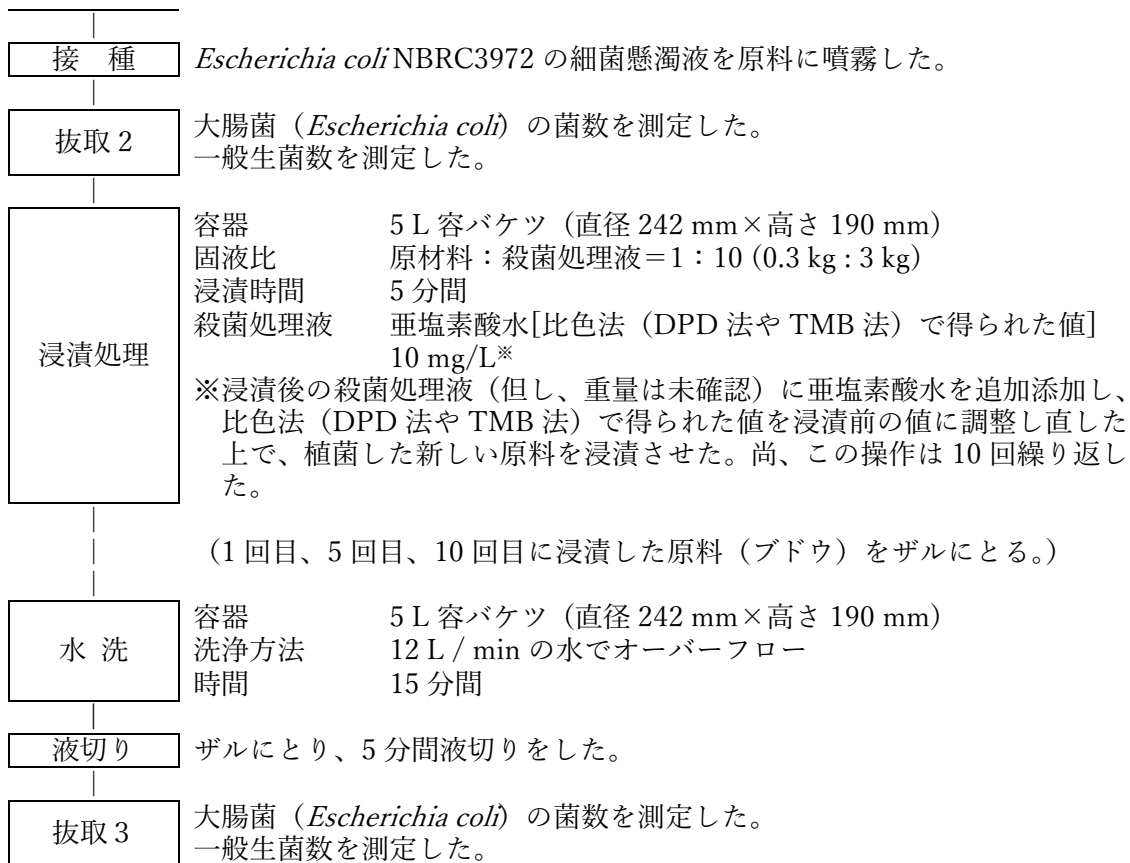 接　種　Escherichia coli NBRC3972 の細菌懸濁液を原料に噴霧した。
抜取 2　大腸菌（Escherichia coli）の菌数を測定した。
一般生菌数を測定した。
容器　5 L 容バケツ（直径 242 mm×高さ 190 mm）
固液比　原材料：殺菌処理液＝1：10 (0.3 kg : 3 kg)
浸漬時間　5 分間
殺菌処理液　亜塩素酸水[比色法（DPD 法や TMB 法）で得られた値]
浸漬処理　10 mg/L※
※浸漬後の殺菌処理液（但し、重量は未確認）に亜塩素酸水を追加添加し、
比色法（DPD 法や TMB 法）で得られた値を浸漬前の値に調整し直した
上で、植菌した新しい原料を浸漬させた。尚、この操作は 10 回繰り返し
た。
（1 回目、5 回目、10 回目に浸漬した原料（ブドウ）をザルにとる。）
容器　5 L 容バケツ（直径 242 mm×高さ 190 mm）
水 洗　洗浄方法　12 L / min の水でオーバーフロー
時間　15 分間
液切り　ザルにとり、5 分間液切りをした。
抜取 3　大腸菌（Escherichia coli）の菌数を測定した。
一般生菌数を測定した。